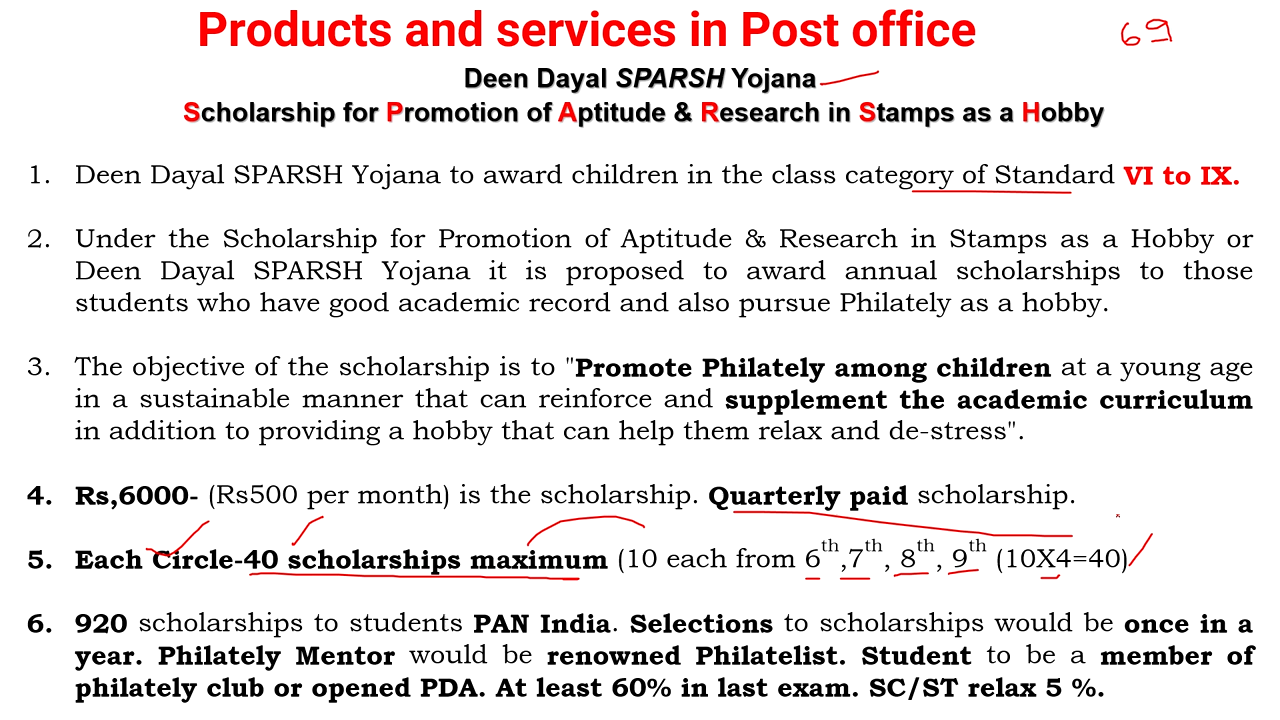 Products and services in Post office
69
Deen Dayal SPARSH Yojana
Scholarship for Promotion of Aptitude & Research in Stamps as a Hobby
1. Deen Dayal SPARSH Yojana to award children in the class category of Standard VI to IX.
2. Under the Scholarship for Promotion of Aptitude & Research in Stamps as a Hobby or
Deen Dayal SPARSH Yojana it is proposed to award annual scholarships to those
students who have good academic record and also pursue Philately as a hobby.
3. The objective of the scholarship is to "Promote Philately among children at a young age
in a sustainable manner that can reinforce and supplement the academic curriculum
in addition to providing a hobby that can help them relax and de-stress".
4. Rs,6000- (Rs500 per month) is the scholarship. Quarterly paid scholarship.
5. Each Circle-40 scholarships maximum (10 each from 6th,7th, 8th, 9th (10X4=40)
6. 920 scholarships to students PAN India. Selections to scholarships would be once in a
year. Philately Mentor would be renowned Philatelist. Student to be a member of
philately club or opened PDA. At least 60% in last exam. SC/ST relax 5 %.